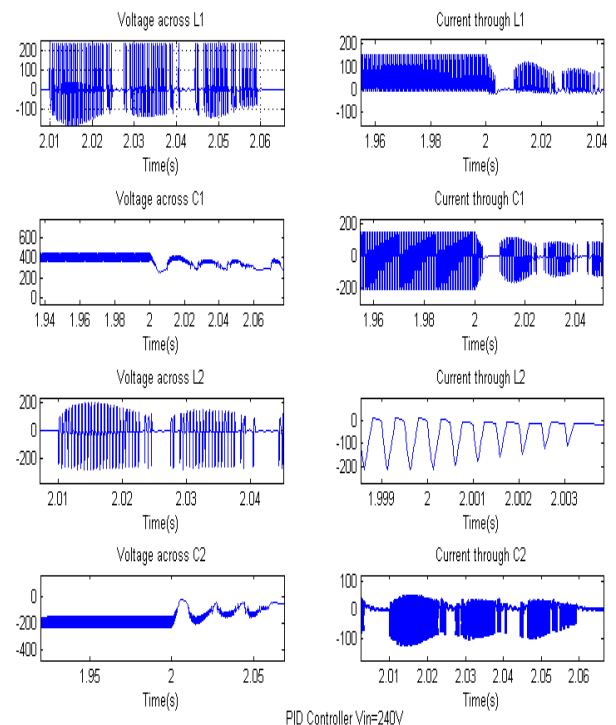 Voltage across L1
Current through L1
200
100
0
-100
2.01 2.02 2.03 2.04 2.05 2.06
Time(s)
200
100
0
-100
1.96 1.98 2 2.02 2.04
Time(s)
Voltage across C1
Current through C1
600
400
200
0
1.94 1.96 1.98 2 2.02 2.04 2.06
Time(s)
200
0
-200
1.96 1.98 2 2.02 2.04
Time(s)
Voltage across L2
Current through L2
200
0
-200
2.01 2.02 2.03 2.04
Time(s)
0
-100
-200
1.999 2 2.001 2.002 2.003
Time(s)
Voltage across C2
Current through C2
0
-200
-400
1.95 2 2.05
Time(s)
100
0
-100
2.01 2.02 2.03 2.04 2.05 2.06
Time(s)
PID Controller Vin=240V